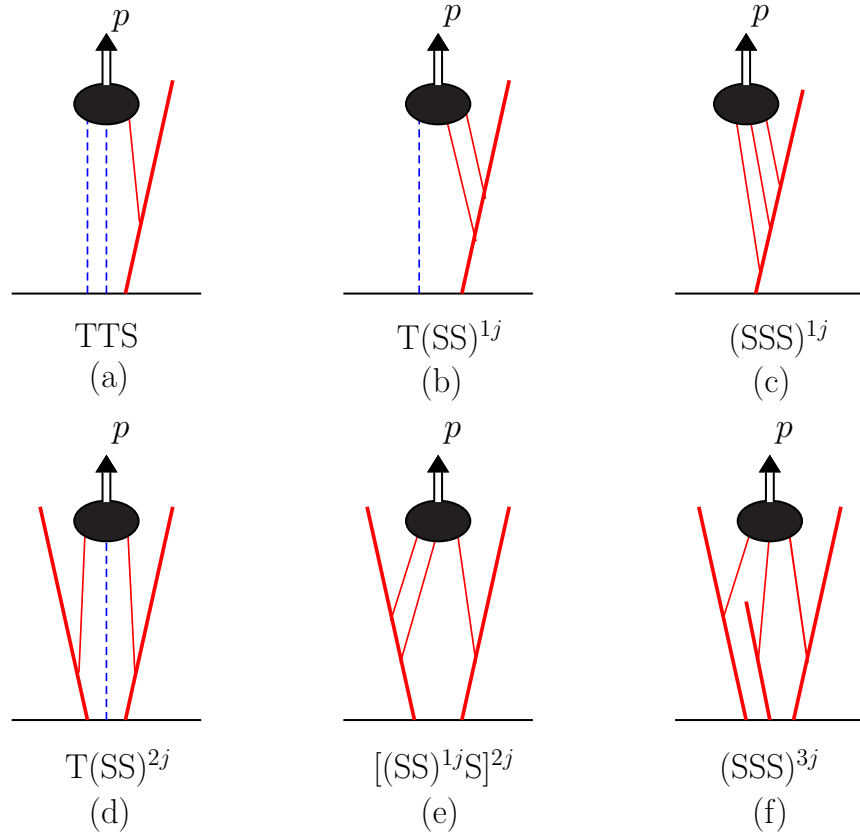 p p p
TTS T(SS)^{1j} (SSS)^{1j}
(a) (b) (c)
p p p
T(SS)^{2j} [(SS)^{1j}S]^{2j} (SSS)^{3j}
(d) (e) (f)